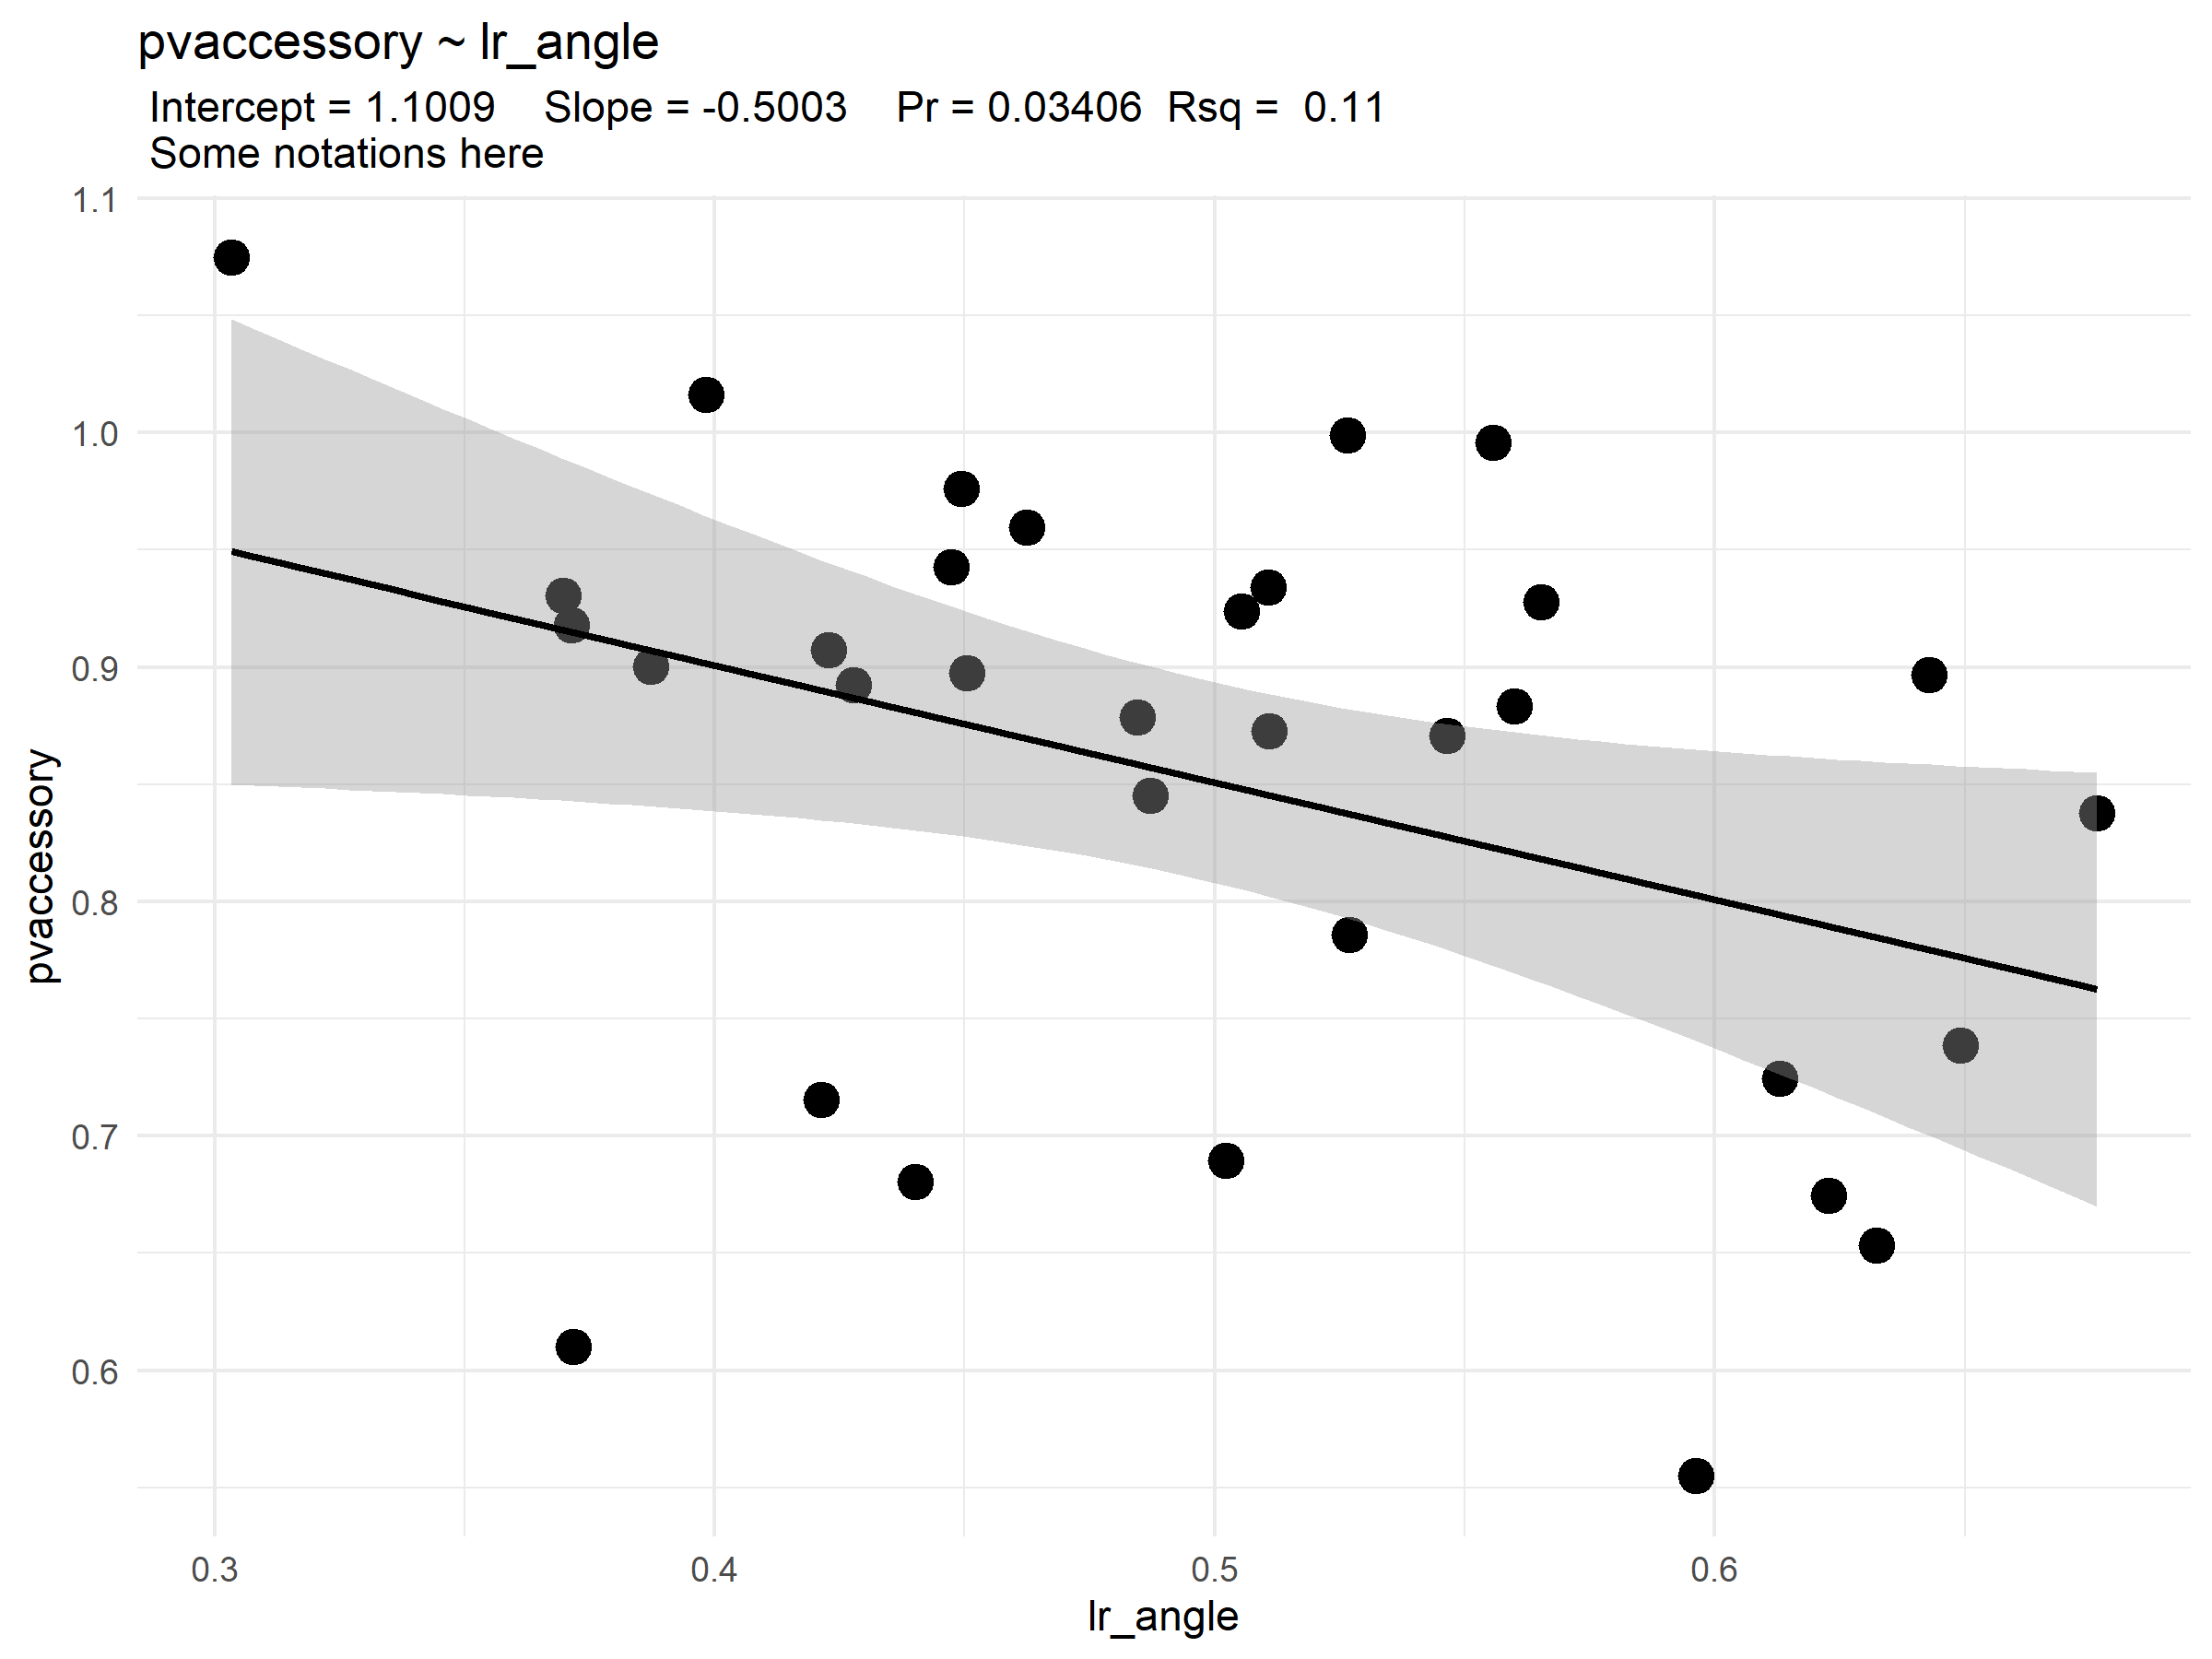 pvaccessory ~ lr_angle
Intercept = 1.1009 Slope = -0.5003 Pr = 0.03406 Rsq = 0.11
Some notations here
1.1
1.0
0.9
0.8
0.7
0.6
pvaccessory
0.3 0.4 0.5 0.6
lr_angle